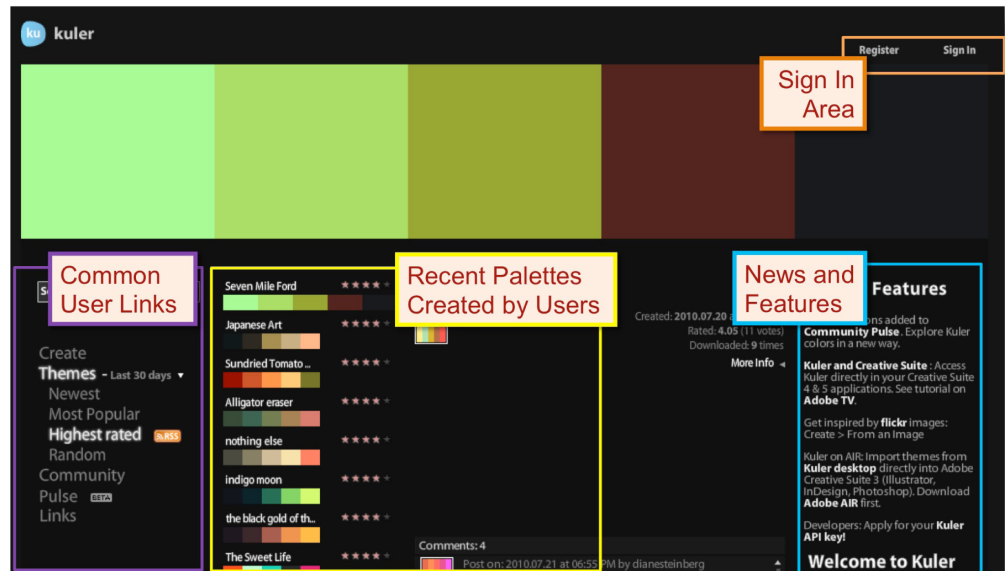 ku kuler
Register Sign In
Sign In
Area
Common
User Links
Create
Themes - Last 30 days ▼
Newest
Most Popular
Highest rated RSS
Random
Community
Pulse BETA
Links
Recent Palettes
Created by Users
Seven Mile Ford
Japanese Art
Sundried Tomato ...
Alligator eraser
nothing else
indigo moon
the black gold of th...
The Sweet Life
Created: 2010.07.20
Rated: 4.05 (11 votes)
Downloaded: 9 times
More Info ◄
Comments: 4
Post on: 2010.07.21 at 06:55 PM by dianesteinberg
News and
Features
Features
added to
Community Pulse. Explore Kuler
colors in a new way.
Kuler and Creative Suite : Access
Kuler directly in your Creative Suite
4 & 5 applications. See tutorial on
Adobe TV.
Get inspired by flickr images:
Create > From an Image
Kuler on AIR: Import themes from
Kuler desktop directly into Adobe
Creative Suite 3 (Illustrator,
InDesign, Photoshop). Download
Adobe AIR first.
Developers: Apply for your Kuler
API key!
Welcome to Kuler